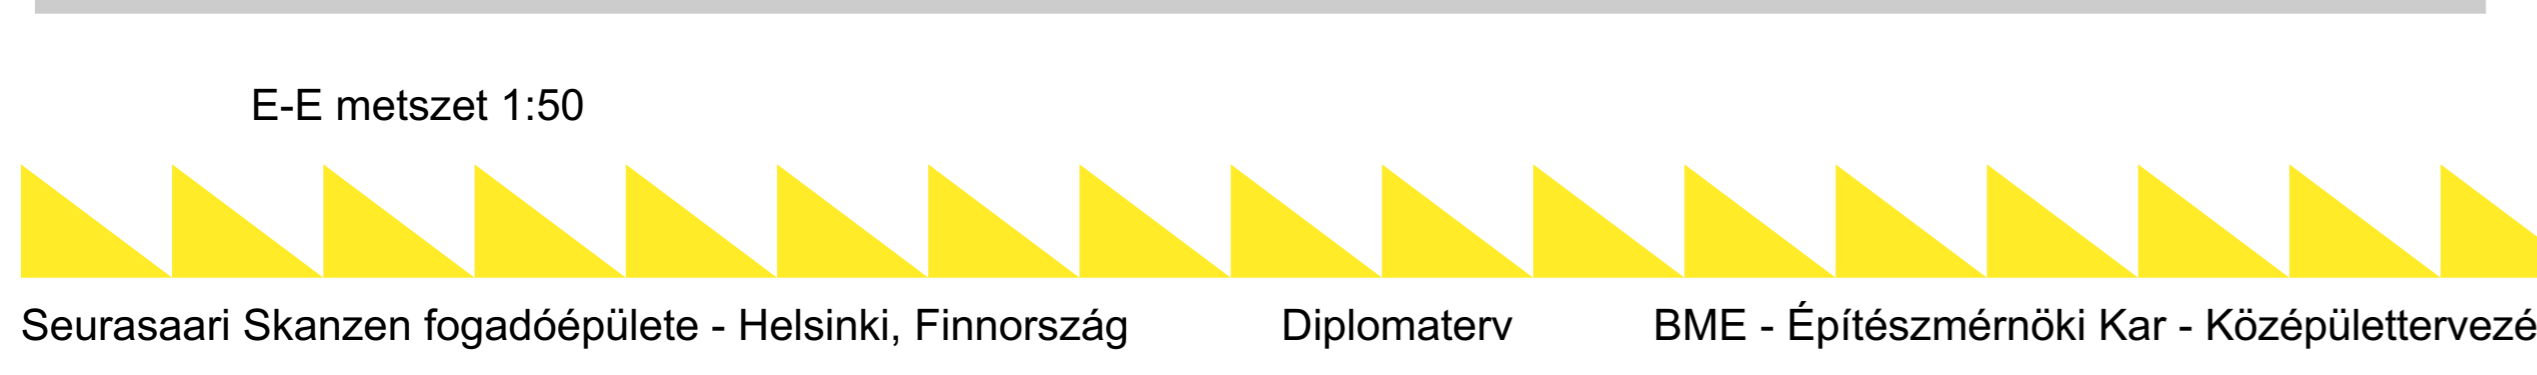 E-E metszet 1:50
Seurasaari Skanzen fogadóépülete - Helsinki, Finnország Diplomaterv BME - Építészmérnöki Kar - Középülettervezé